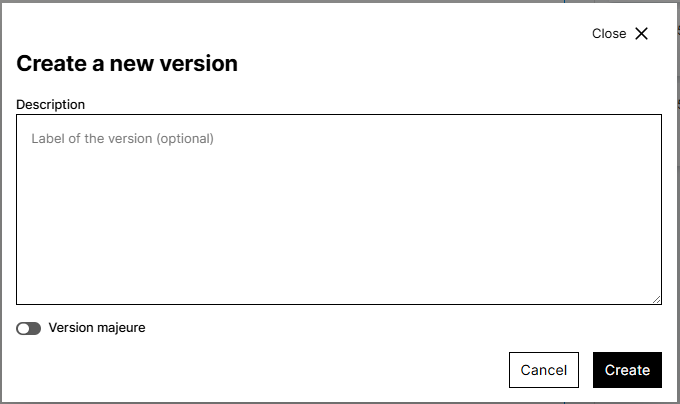 Close
Create a new version
Description
Label of the version (optional)
Version majeure
Cancel
Create